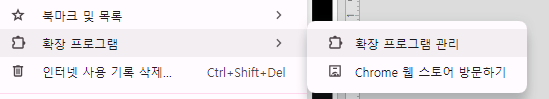 북마크 및 목록
확장 프로그램
인터넷 사용 기록 삭제... Ctrl+Shift+Del
확장 프로그램 관리
Chrome 웹 스토어 방문하기